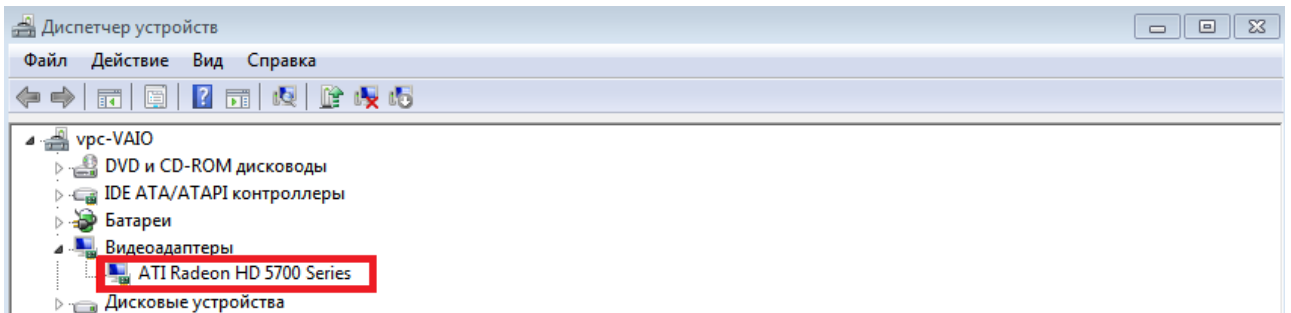 Диспетчер устройств
Файл Действие Вид Справка
vpc-VAIO
DVD и CD-ROM дисководы
IDE ATA/ATAPI контроллеры
Батареи
Видеоадаптеры
ATI Radeon HD 5700 Series
Дисковые устройства